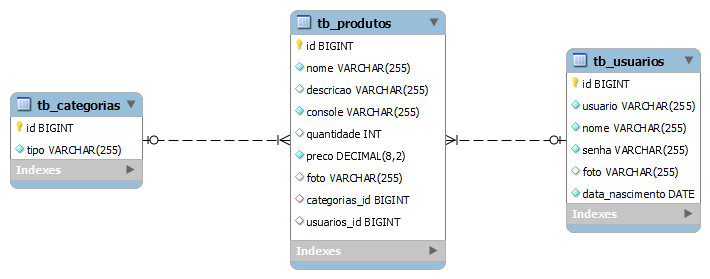 tb_categorias
id BIGINT
tipo VARCHAR(255)
Indexes
tb_produtos
id BIGINT
nome VARCHAR(255)
descricao VARCHAR(255)
console VARCHAR(255)
quantidade INT
preco DECIMAL(8,2)
foto VARCHAR(255)
categorias_id BIGINT
usuarios_id BIGINT
Indexes
tb_usuarios
id BIGINT
usuario VARCHAR(255)
nome VARCHAR(255)
senha VARCHAR(255)
foto VARCHAR(255)
data_nascimento DATE
Indexes